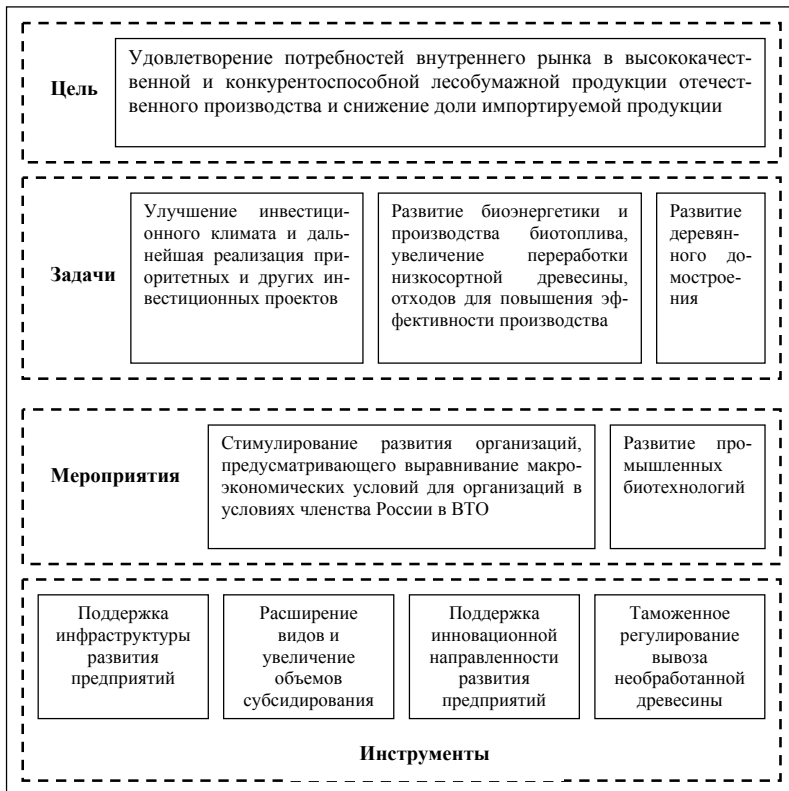 Цель
Удовлетворение потребностей внутреннего рынка в высококачест-
венной и конкурентоспособной лесобумажной продукции отечест-
венного производства и снижение доли импортируемой продукции
Задачи
Улучшение инвестици-
онного климата и даль-
нейшая реализация при-
оритетных и других ин-
вестиционных проектов
Развитие биоэнергетики и
производства биотоплива,
увеличение переработки
низкосортной древесины,
отходов для повышения эф-
фективности производства
Развитие
деревян-
ного до-
мострое-
ния
Мероприятия
Стимулирование развития организаций,
предусматривающего выравнивание макро-
экономических условий для организаций в
условиях членства России в ВТО
Развитие про-
мышленных
биотехнологий
Поддержка
инфраструктуры
развития
предприятий
Расширение
видов и
увеличение
объемов
субсидирования
Поддержка
инновационной
направленности
развития
предприятий
Таможенное
регулирование
вывоза
необработанной
древесины
Инструменты